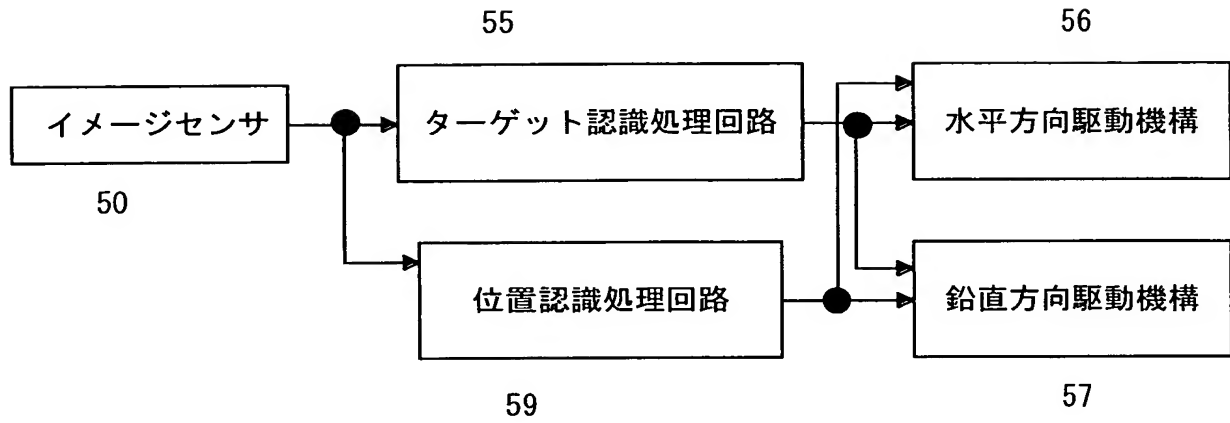 55
56
イメージセンサ
ターゲット認識処理回路
水平方向駆動機構
50
位置認識処理回路
鉛直方向駆動機構
59
57